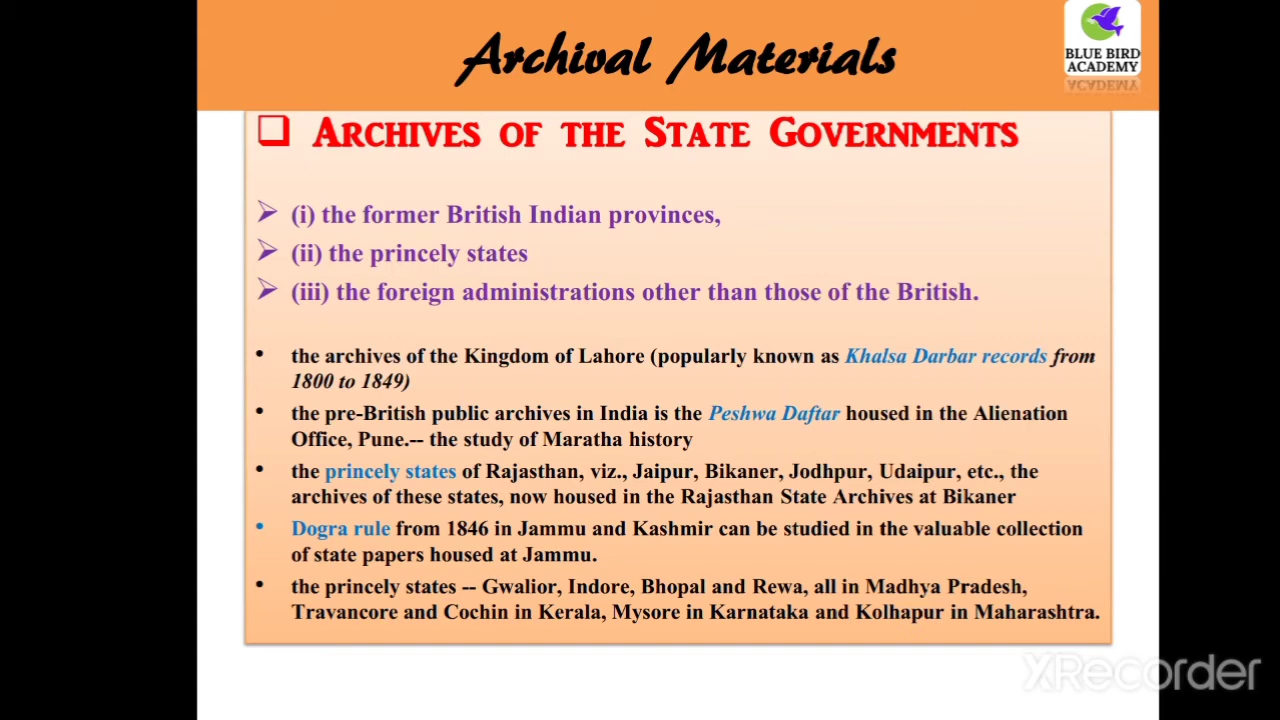 Archival Materials
BLUE BIRD
ACADEMY
ARCHIVES OF THE STATE GOVERNMENTS
(i) the former British Indian provinces,
(ii) the princely states
(iii) the foreign administrations other than those of the British.
the archives of the Kingdom of Lahore (popularly known as Khalsa Darbar records from
1800 to 1849)
the pre-British public archives in India is the Peshwa Daftar housed in the Alienation
Office, Pune.-- the study of Maratha history
the princely states of Rajasthan, viz., Jaipur, Bikaner, Jodhpur, Udaipur, etc., the
archives of these states, now housed in the Rajasthan State Archives at Bikaner
Dogra rule from 1846 in Jammu and Kashmir can be studied in the valuable collection
of state papers housed at Jammu.
the princely states -- Gwalior, Indore, Bhopal and Rewa, all in Madhya Pradesh,
Travancore and Cochin in Kerala, Mysore in Karnataka and Kolhapur in Maharashtra.
XRecorder